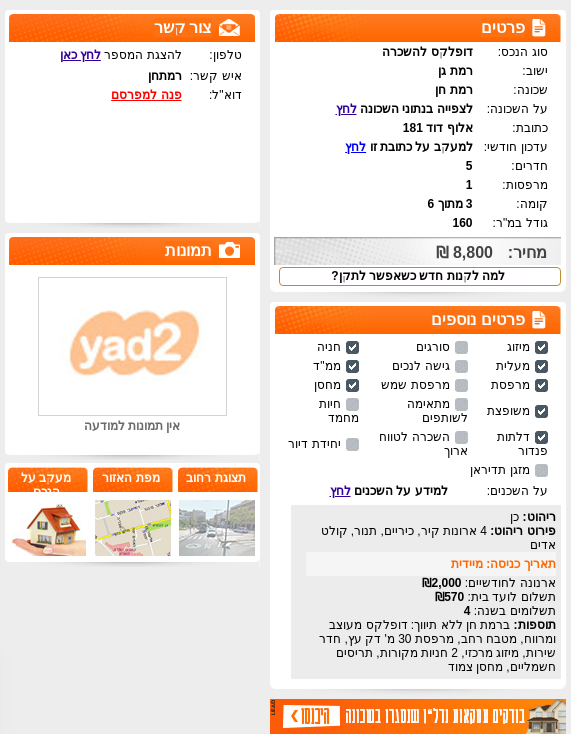 פרטים
סוג הנכס: דופלקס להשכרה
ישוב: רמת גן
שכונה: רמת חן
על השכונה: לצפייה בנתוני השכונה לחץ
כתובת: אלוף דוד 181
עדכון חודשי: למעקב על כתובת זו לחץ
חדרים: 5
מרפסות: 1
קומה: 3 מתוך 6
גודל במ"ר: 160
מחיר: 8,800 ₪
למה לקנות חדש כשאפשר לתקן?
פרטים נוספים
מיזוג סורגים חניה
מעלית גישה לנכים ממ"ד
מרפסת מרפסת שמש מחסן
משופצת מתאימה לשותפים חיות מחמד
דלתות פנדור השכרה לטווח ארוך יחידת דיור
מזגן תדיראן
על השכנים: למידע על השכנים לחץ
ריהוט: כן
פירוט ריהוט: 4 ארונות קיר, כיריים, תנור, קולט
אדים
תאריך כניסה: מיידית
ארנונה לחודשיים: 2,000₪
תשלום לועד בית: 570₪
תשלומים בשנה: 4
תוספות: ברמת חן ללא תיווך: דופלקס מעוצב
ומרווח, מטבח רחב, מרפסת 30 מ' דק עץ, חדר
שירות, מיזוג מרכזי, 2 חניות מקורות, תריסים
חשמליים, מחסן צמוד
בודקים עסקאות נדל"ן שנסגרו בשכונה
היכנסו
צור קשר
טלפון: להצגת המספר לחץ כאן
איש קשר: רמתחן
דוא"ל: פנה למפרסם
תמונות
yad2
אין תמונות למודעה
תצוגת רחוב מפת האזור מעקב על
הנכס